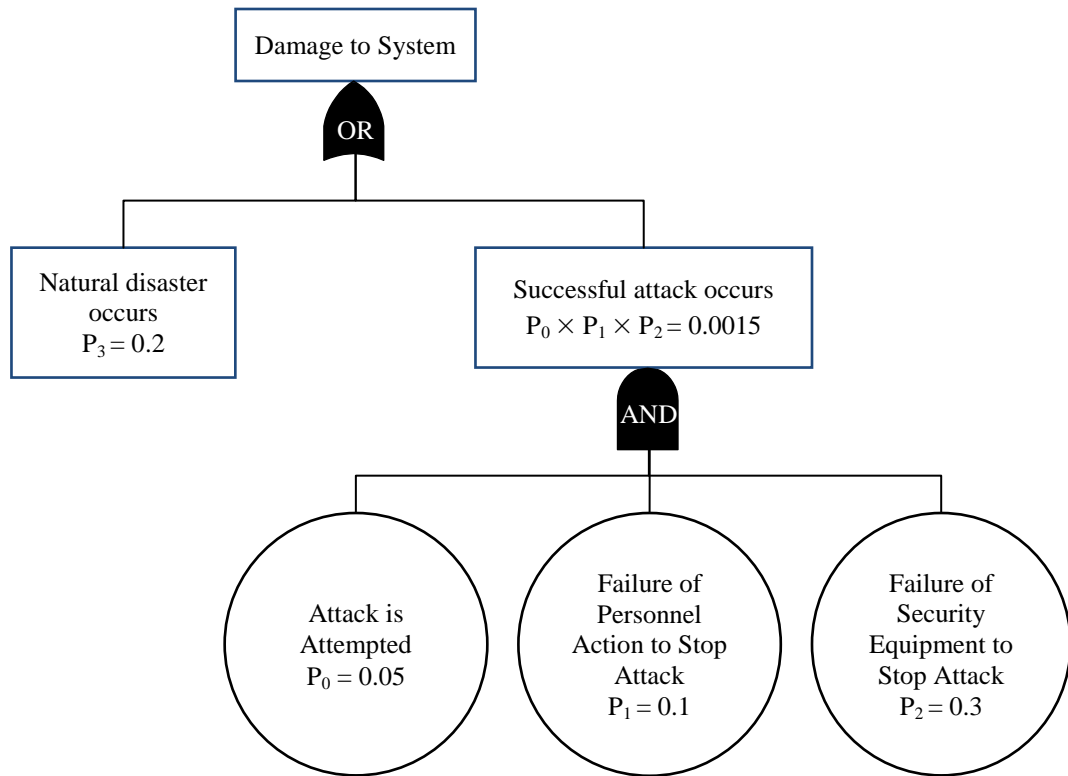 Damage to System
OR
Natural disaster
occurs
P₃ = 0.2
Successful attack occurs
P₀ × P₁ × P₂ = 0.0015
AND
Attack is
Attempted
P₀ = 0.05
Failure of
Personnel
Action to Stop
Attack
P₁ = 0.1
Failure of
Security
Equipment to
Stop Attack
P₂ = 0.3